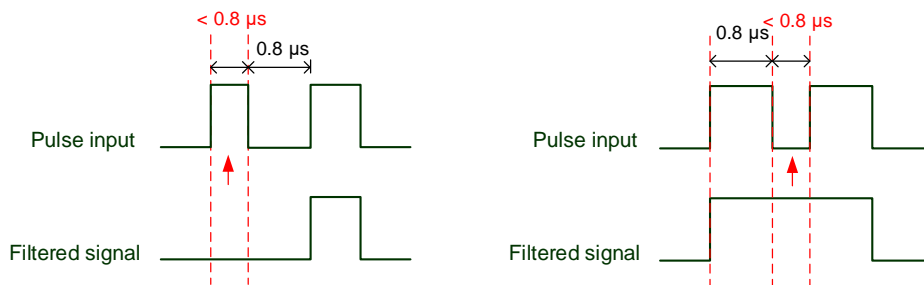 < 0.8 µs
0.8 µs
Pulse input
Filtered signal
< 0.8 µs
0.8 µs
Pulse input
Filtered signal